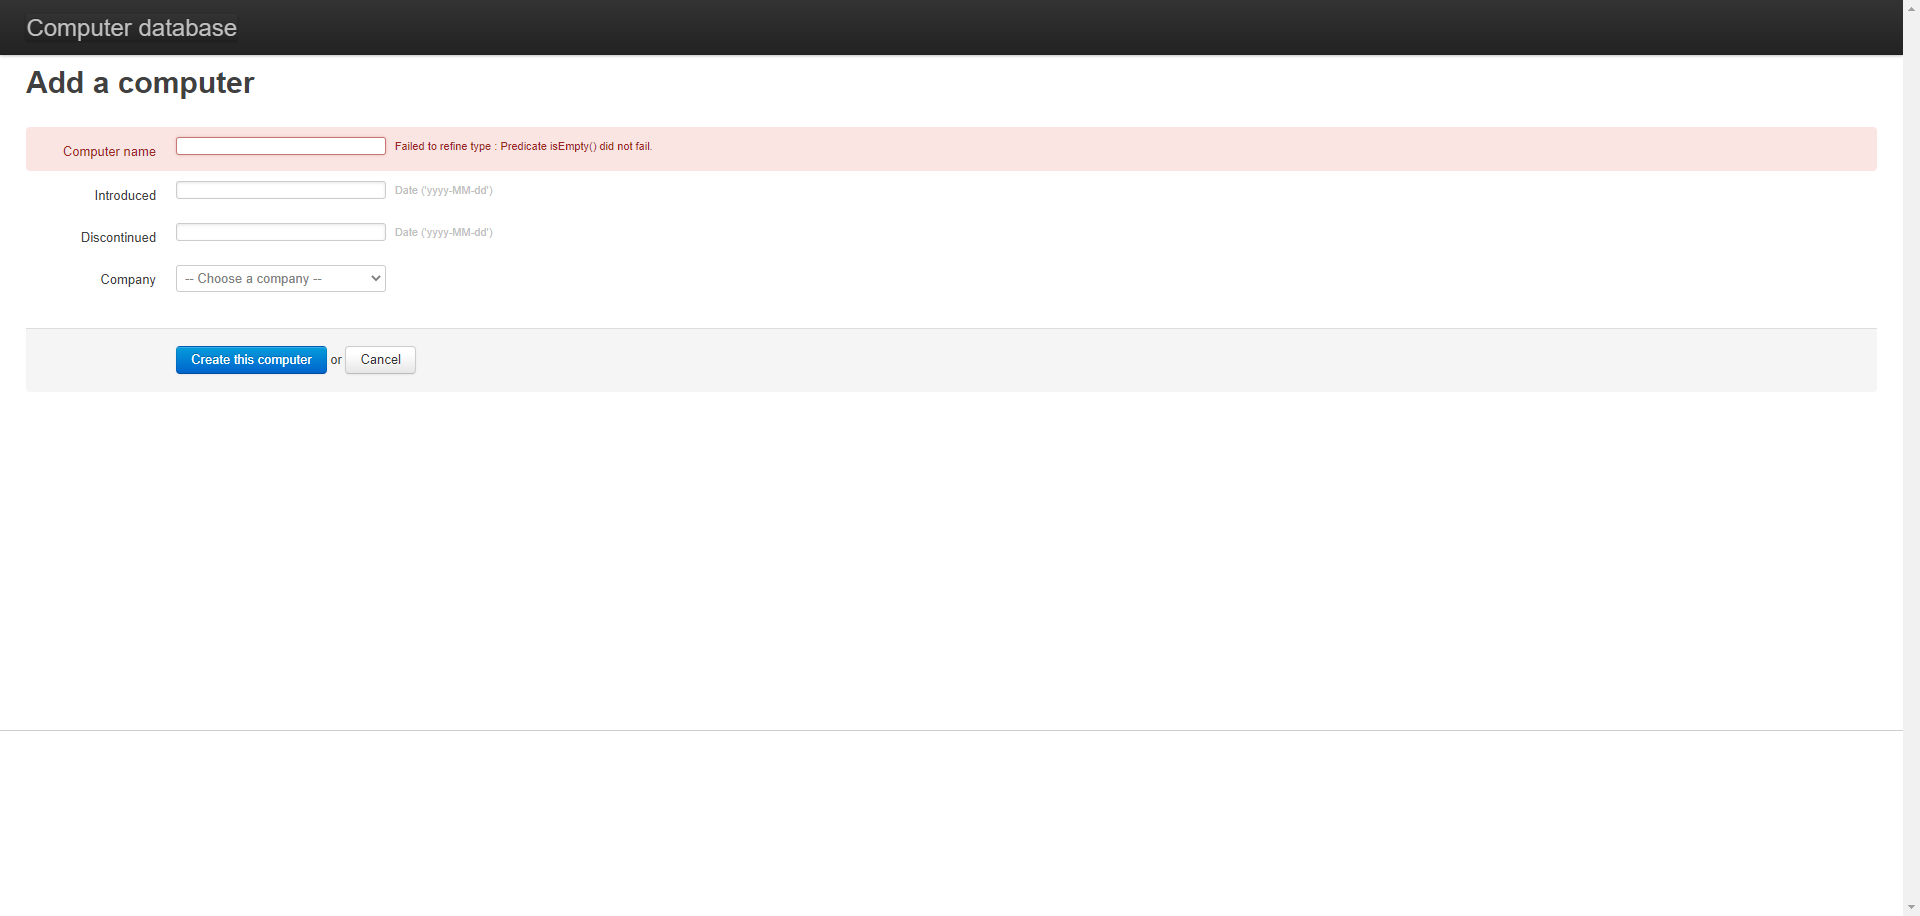 Computer database
Add a computer
Computer name Failed to refine type : Predicate isEmpty() did not fail.
Introduced Date ('yyyy-MM-dd')
Discontinued Date ('yyyy-MM-dd')
Company -- Choose a company --
Create this computer or Cancel